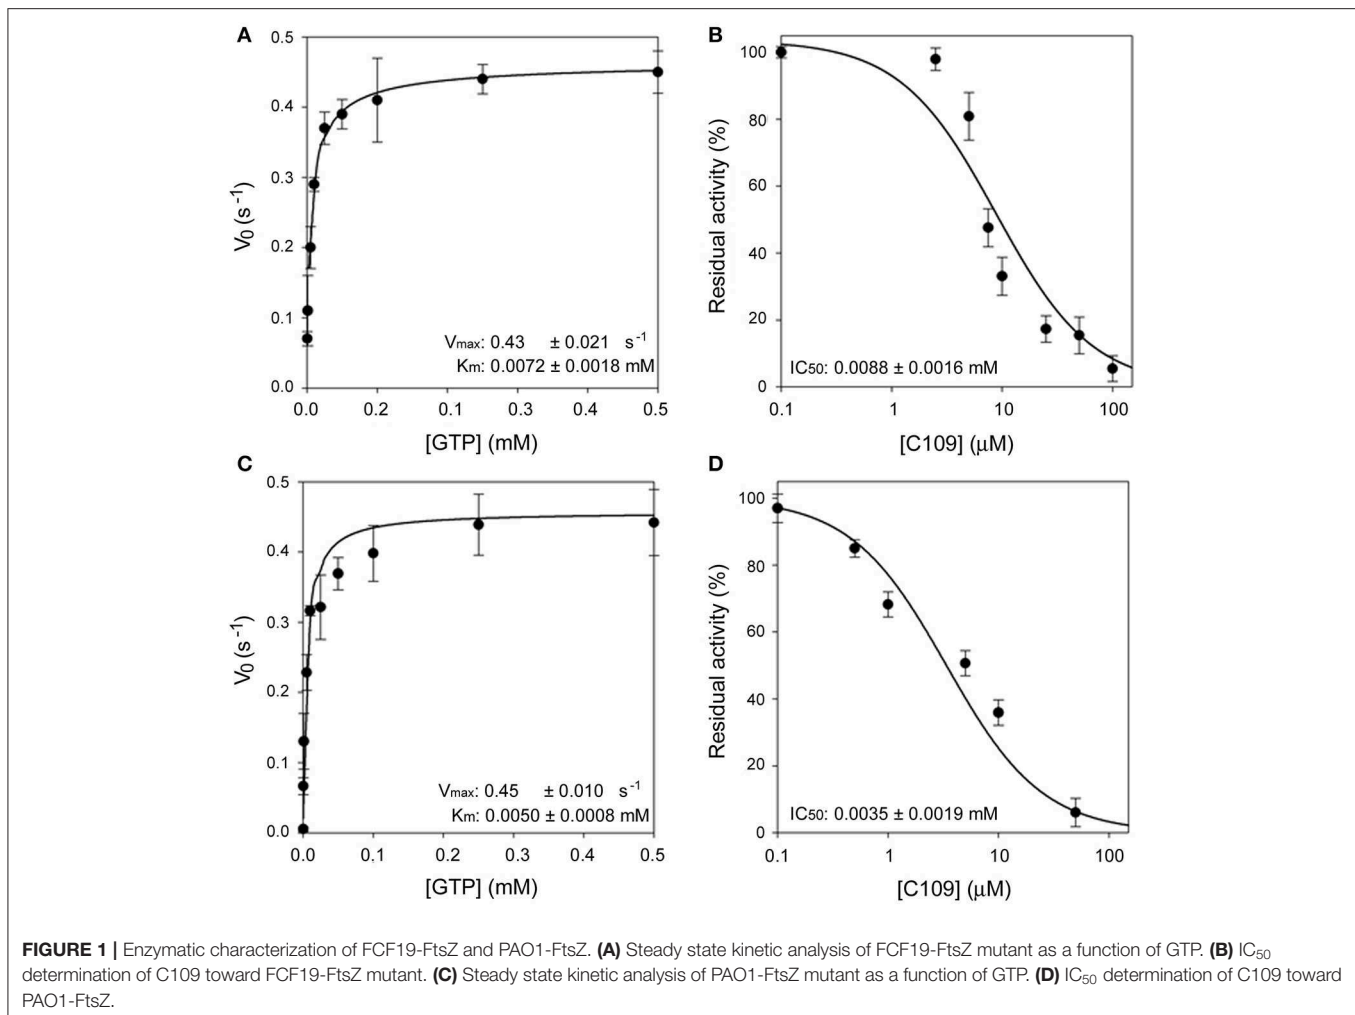 A
0.5
0.4
0.3
0.2
0.1
0.0
V0 (s-1)
Vmax: 0.43 ± 0.021 s-1
Km: 0.0072 ± 0.0018 mM
0.0 0.2 0.1 0.3 0.4 0.5
[GTP] (mM)
B
100
80
60
40
20
0
Residual activity (%)
IC50: 0.0088 ± 0.0016 mM
0.1 1 10 100
[C109] (μM)
C
0.5
0.4
0.3
0.2
0.1
0.0
V0 (s-1)
Vmax: 0.45 ± 0.010 s-1
Km: 0.0050 ± 0.0008 mM
0.0 0.1 0.2 0.3 0.4 0.5
[GTP] (mM)
D
100
80
60
40
20
0
Residual activity (%)
IC50: 0.0035 ± 0.0019 mM
0.1 1 10 100
[C109] (μM)
FIGURE 1 | Enzymatic characterization of FCF19-FtsZ and PAO1-FtsZ. (A) Steady state kinetic analysis of FCF19-FtsZ mutant as a function of GTP. (B) IC50
determination of C109 toward FCF19-FtsZ mutant. (C) Steady state kinetic analysis of PAO1-FtsZ mutant as a function of GTP. (D) IC50 determination of C109 toward
PAO1-FtsZ.